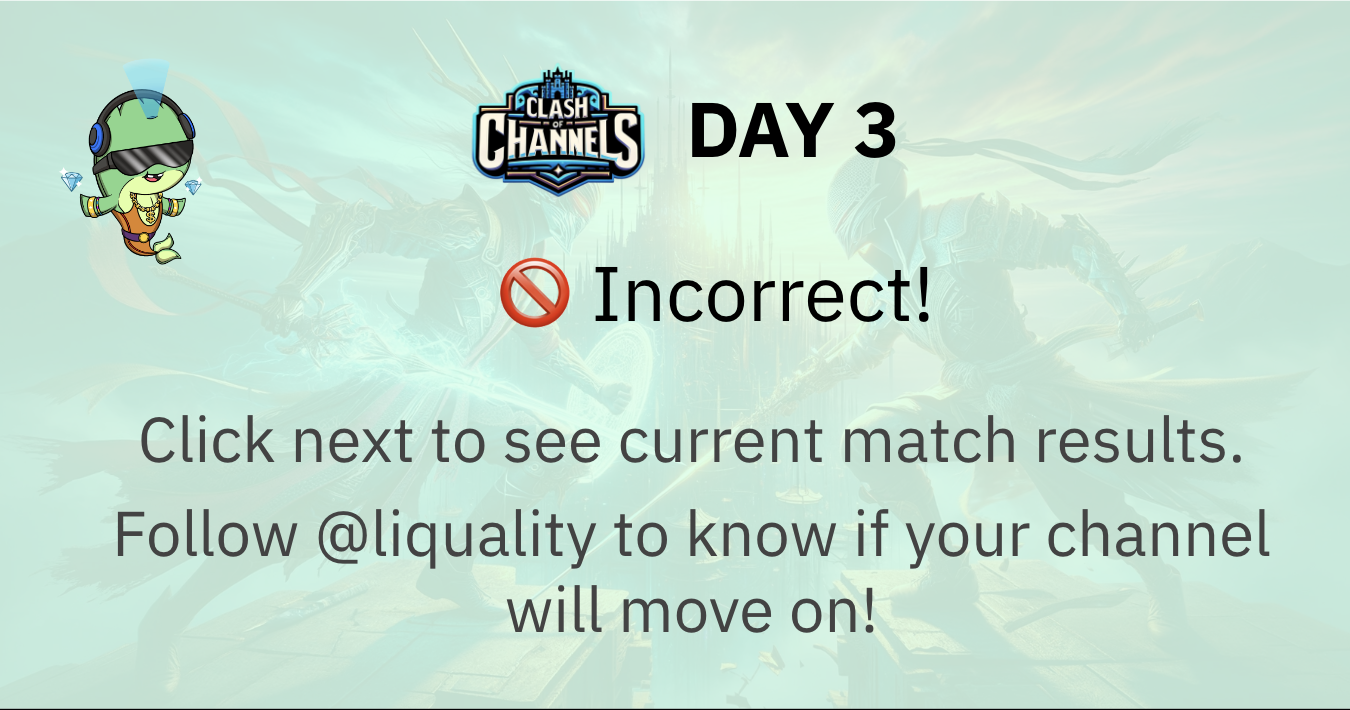 CLASH
OF
CHANNELS
DAY 3
🚫 Incorrect!
Click next to see current match results.
Follow @liquality to know if your channel
will move on!